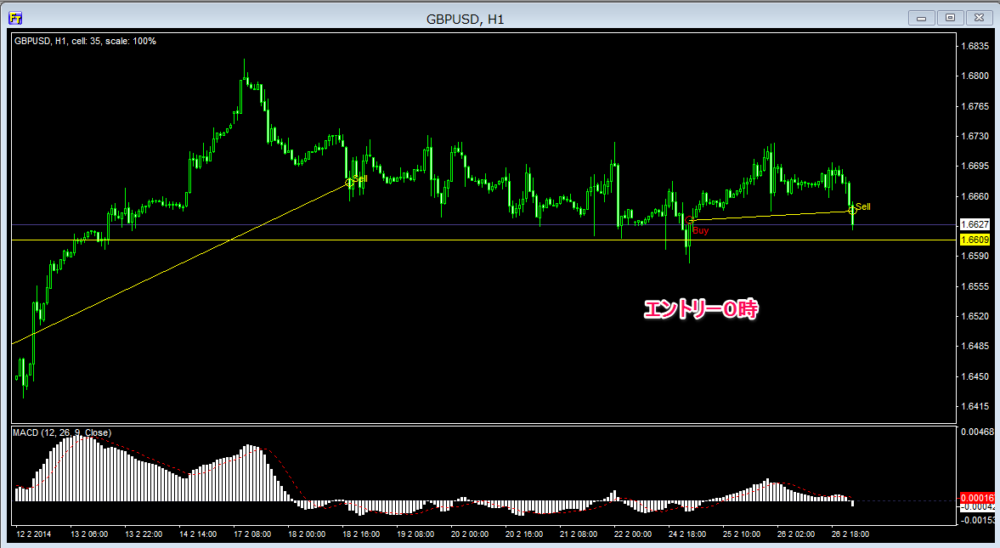 FT
GBPUSD, H1
GBPUSD, H1, cell: 35, scale: 100%
1.6835
1.6800
1.6765
1.6730
1.6695
1.6660
1.6627
1.6609
1.6590
1.6555
1.6520
1.6485
1.6450
1.6415
Sell
Sell
Buy
エントリー0時
MACD (12, 26, 9, Close)
0.00468
0.00016
-0.00042
-0.00153
12 2 2014 13 2 06:00 13 2 22:00 14 2 14:00 17 2 08:00 18 2 00:00 18 2 16:00 19 2 08:00 20 2 00:00 20 2 16:00 21 2 08:00 22 2 00:00 24 2 18:00 25 2 10:00 26 2 02:00 26 2 18:00